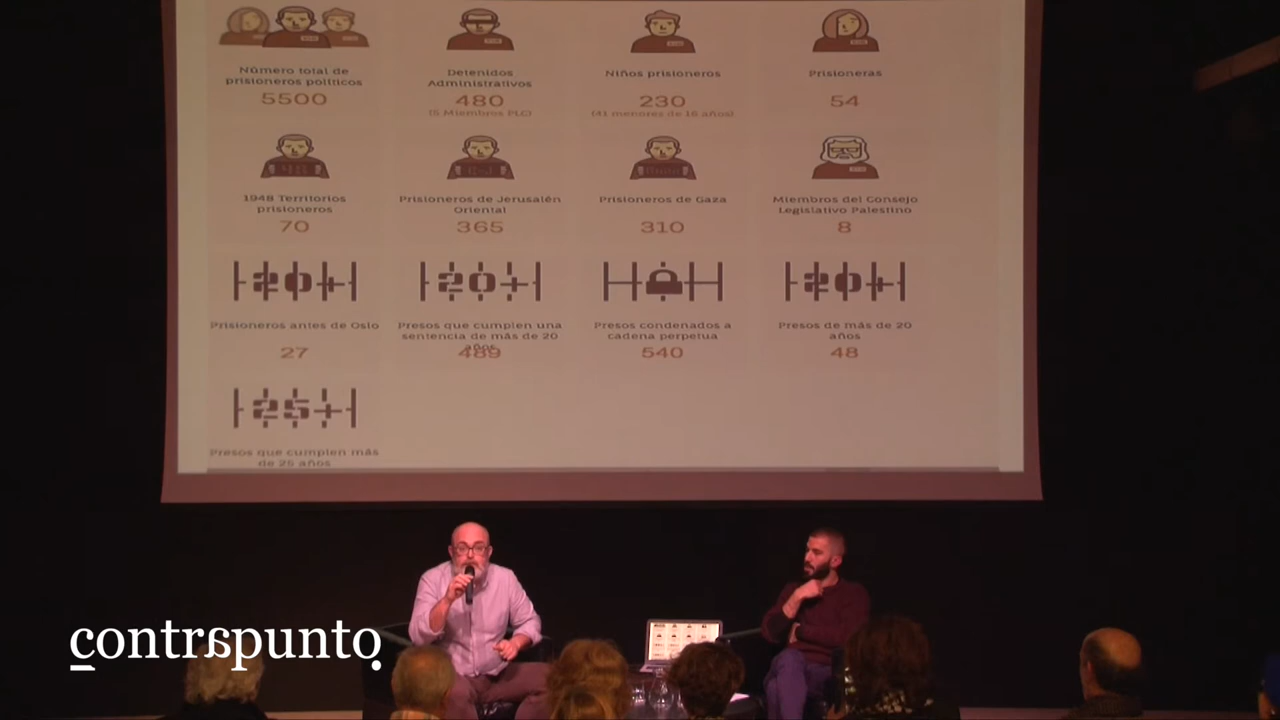 Número total de
prisioneros políticos
5500
Detenidos
Administrativos
480
(5 Miembros PLC)
Niños prisioneros
230
(41 menores de 16 años)
Prisioneras
54
1948 Territorios
prisioneros
70
Prisioneros de Jerusalén
Oriental
365
Prisioneros de Gaza
310
Miembros del Consejo
Legislativo Palestino
8
20+
Prisioneros antes de Oslo
27
20+
Presos que cumplen una
sentencia de más de 20
años
489
Presos condenados a
cadena perpetua
540
20+
Presos de más de 20
años
48
25+
Presos que cumplen más
de 25 años
contrapunto